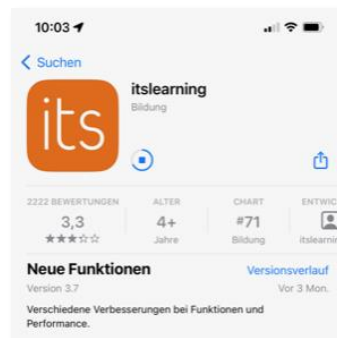 10:03
Suchen
its
itslearning
Bildung
2222 BEWERTUNGEN
3,3
ALTER
4+
Jahre
CHART
#71
Bildung
ENTWIC
itslearnin
Neue Funktionen
Versionsverlauf
Version 3.7
Vor 3 Mon.
Verschiedene Verbesserungen bei Funktionen und
Performance.